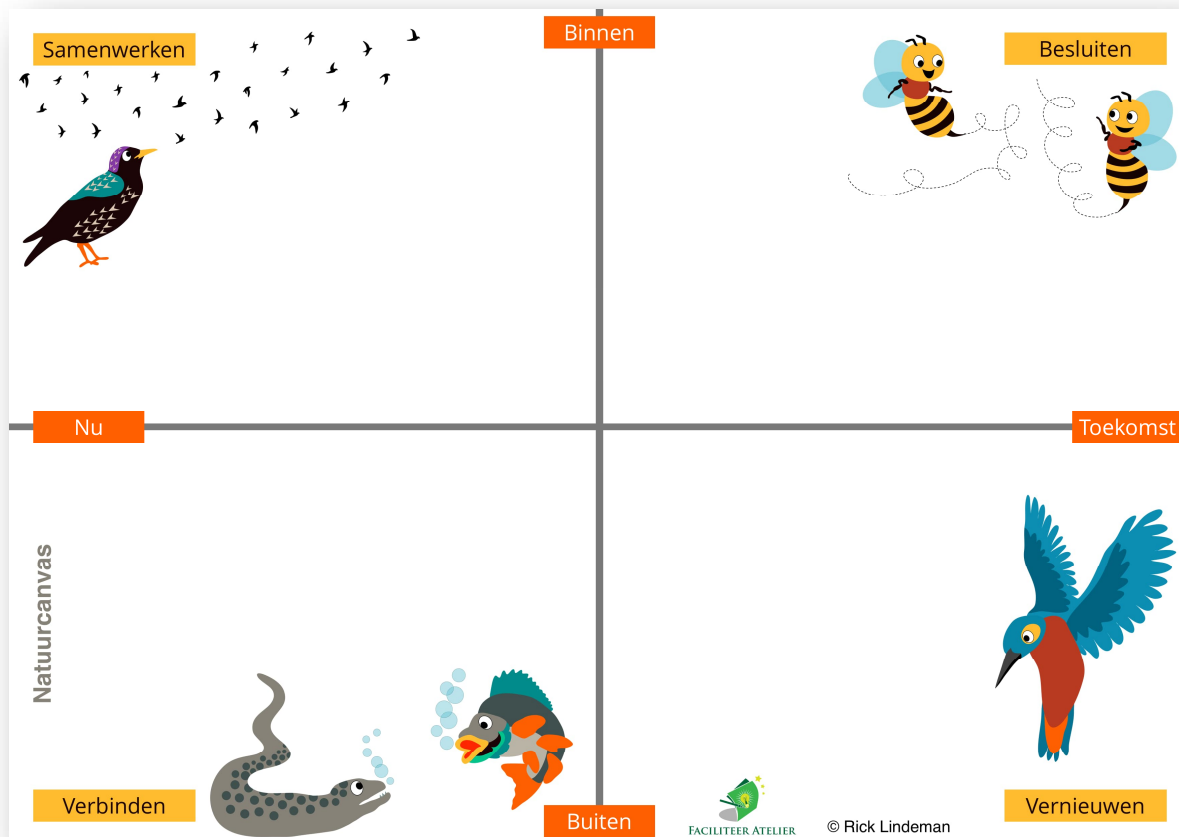 Samenwerken
Binnen
Besluiten
Nu
Toekomst
Natuurcanvas
Verbinden
Buiten
FACILITEER ATELIER
© Rick Lindeman
Vernieuwen